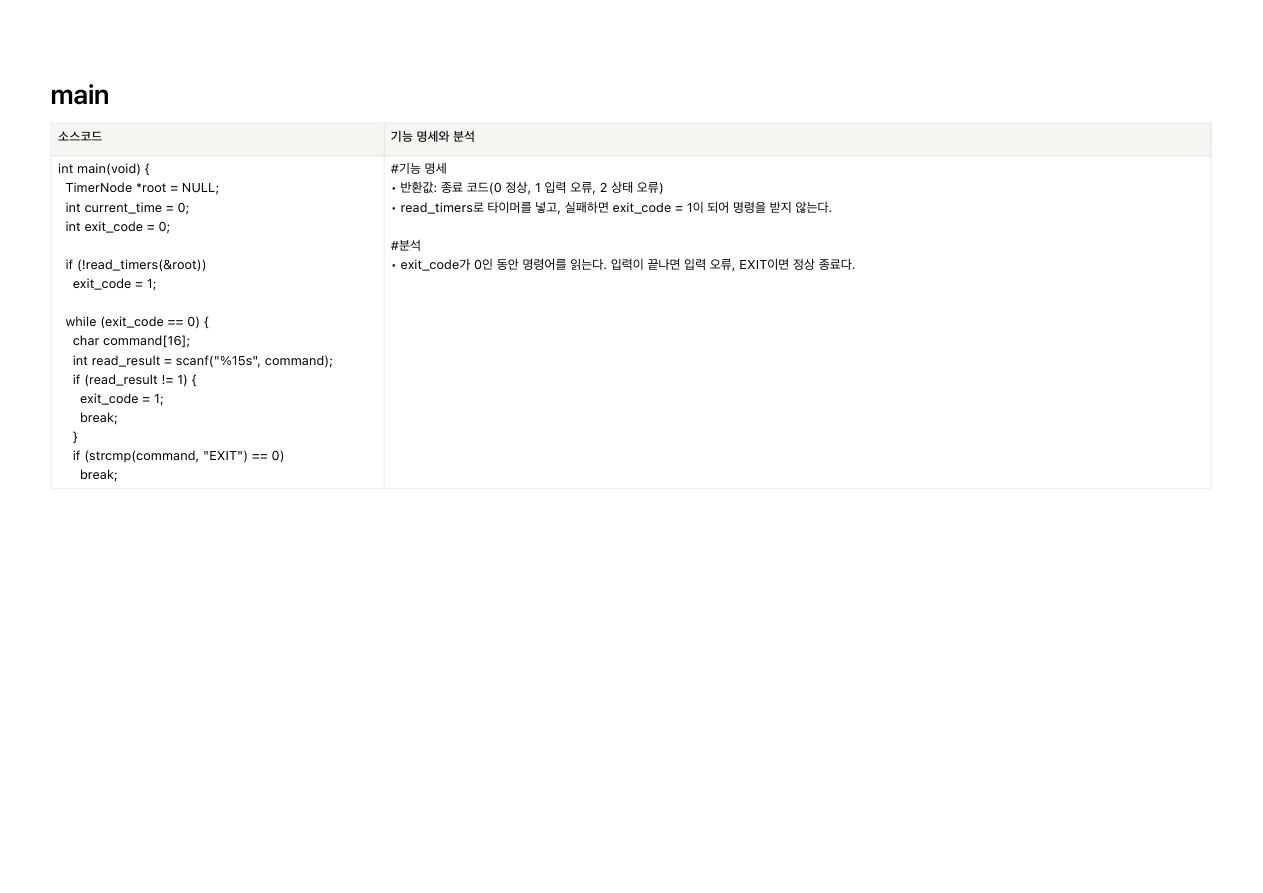 main
소스코드
기능 명세와 분석
int main(void) {
TimerNode *root = NULL;
int current_time = 0;
int exit_code = 0;
if (!read_timers(&root))
exit_code = 1;
while (exit_code == 0) {
char command[16];
int read_result = scanf("%15s", command);
if (read_result != 1) {
exit_code = 1;
break;
}
if (strcmp(command, "EXIT") == 0)
break;
#기능 명세
• 반환값: 종료 코드(0 정상, 1 입력 오류, 2 상태 오류)
• read_timers로 타이머를 넣고, 실패하면 exit_code = 1이 되어 명령을 받지 않는다.
#분석
• exit_code가 0인 동안 명령어를 읽는다. 입력이 끝나면 입력 오류, EXIT이면 정상 종료다.